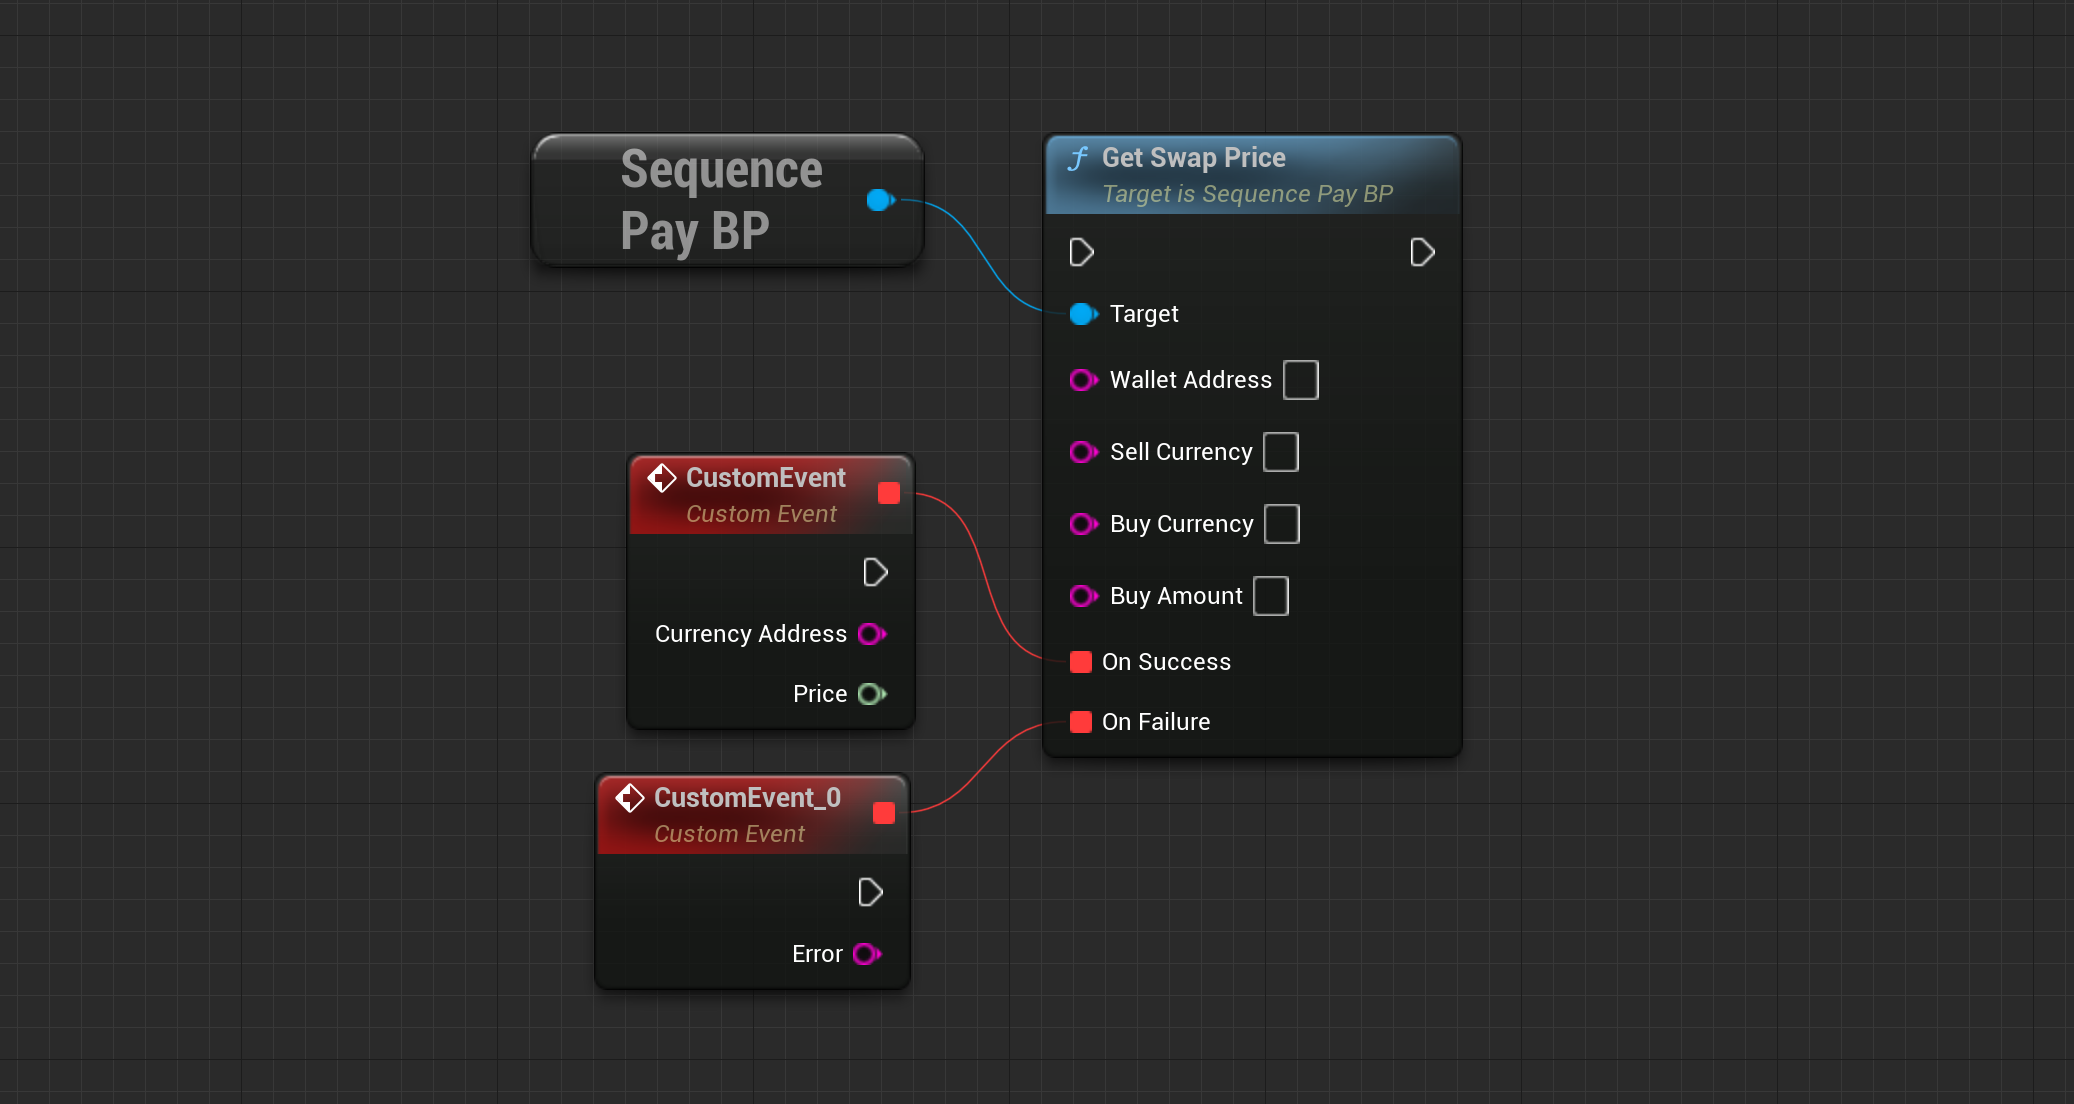 Sequence
Pay BP
Get Swap Price
Target is Sequence Pay BP
Target
Wallet Address
Sell Currency
Buy Currency
Buy Amount
On Success
On Failure
CustomEvent
Custom Event
Currency Address
Price
CustomEvent_0
Custom Event
Error